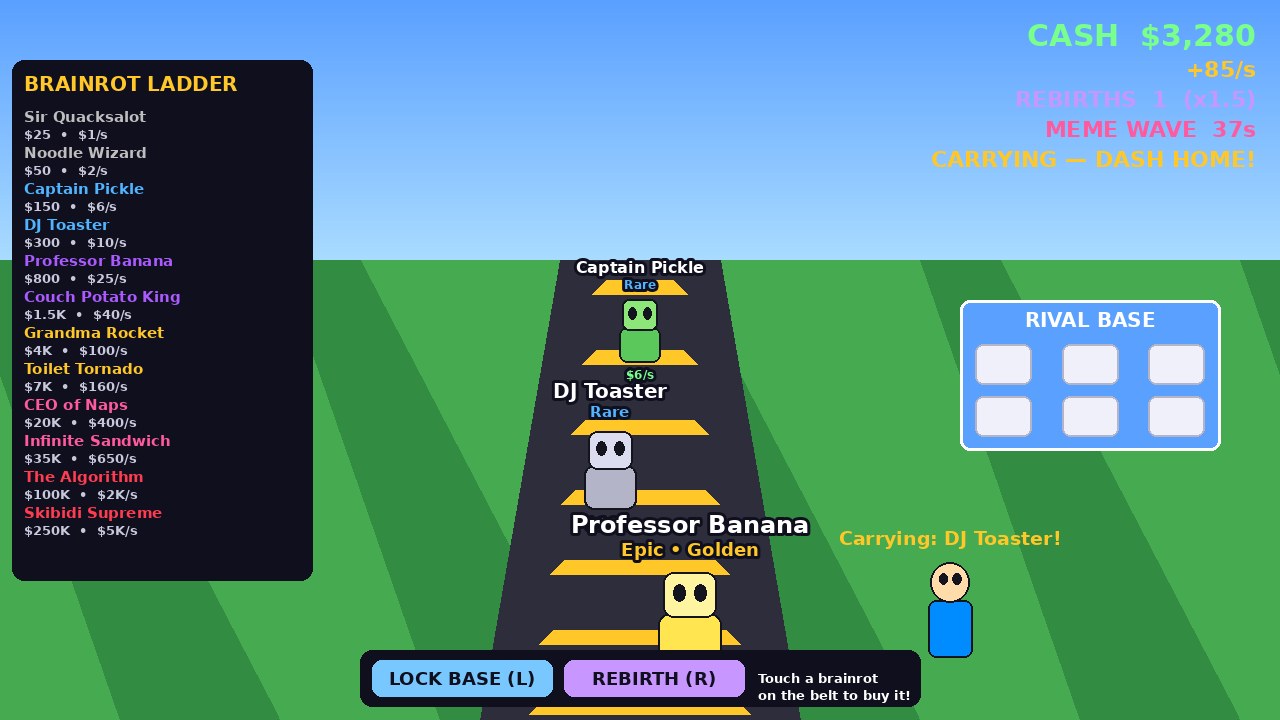 CASH $3,280
+85/s
REBIRTHS 1 (x1.5)
MEME WAVE 37s
CARRYING — DASH HOME!
BRAINROT LADDER
Sir Quacksalot
$25 • $1/s
Noodle Wizard
$50 • $2/s
Captain Pickle
$150 • $6/s
DJ Toaster
$300 • $10/s
Professor Banana
$800 • $25/s
Couch Potato King
$1.5K • $40/s
Grandma Rocket
$4K • $100/s
Toilet Tornado
$7K • $160/s
CEO of Naps
$20K • $400/s
Infinite Sandwich
$35K • $650/s
The Algorithm
$100K • $2K/s
Skibidi Supreme
$250K • $5K/s
Captain Pickle
Rare
$6/s
DJ Toaster
Rare
Professor Banana
Epic • Golden
RIVAL BASE
Carrying: DJ Toaster!
LOCK BASE (L)
REBIRTH (R)
Touch a brainrot
on the belt to buy it!